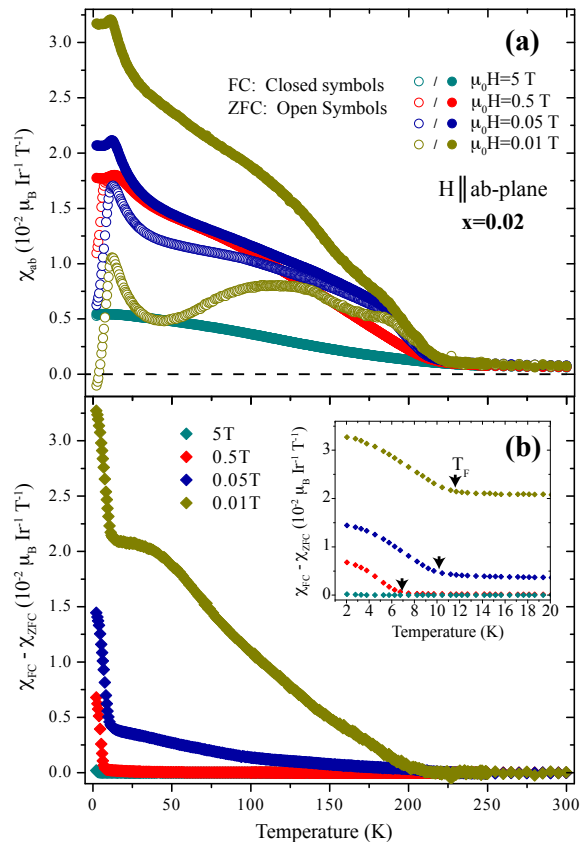 (a)
FC: Closed symbols
ZFC: Open Symbols
/ μ₀H=5 T
/ μ₀H=0.5 T
/ μ₀H=0.05 T
/ μ₀H=0.01 T
H∥ab-plane
x=0.02
χab (10⁻² μB Ir⁻¹ T⁻¹)
3.0
2.5
2.0
1.5
1.0
0.5
0.0
(b)
5T
0.5T
0.05T
0.01T
χFC - χZFC (10⁻² μB Ir⁻¹ T⁻¹)
3.0
2.5
2.0
1.5
1.0
0.5
0.0
χFC - χZFC (10⁻² μB Ir⁻¹ T⁻¹)
3
2
1
0
TF
0 2 4 6 8 10 12 14 16 18 20
Temperature (K)
0 50 100 150 200 250 300
Temperature (K)